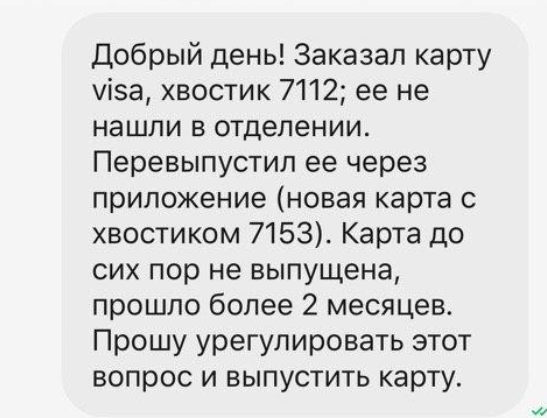 Добрый день! Заказал карту
visa, хвостик 7112; ее не
нашли в отделении.
Перевыпустил ее через
приложение (новая карта с
хвостиком 7153). Карта до
сих пор не выпущена,
прошло более 2 месяцев.
Прошу урегулировать этот
вопрос и выпустить карту.